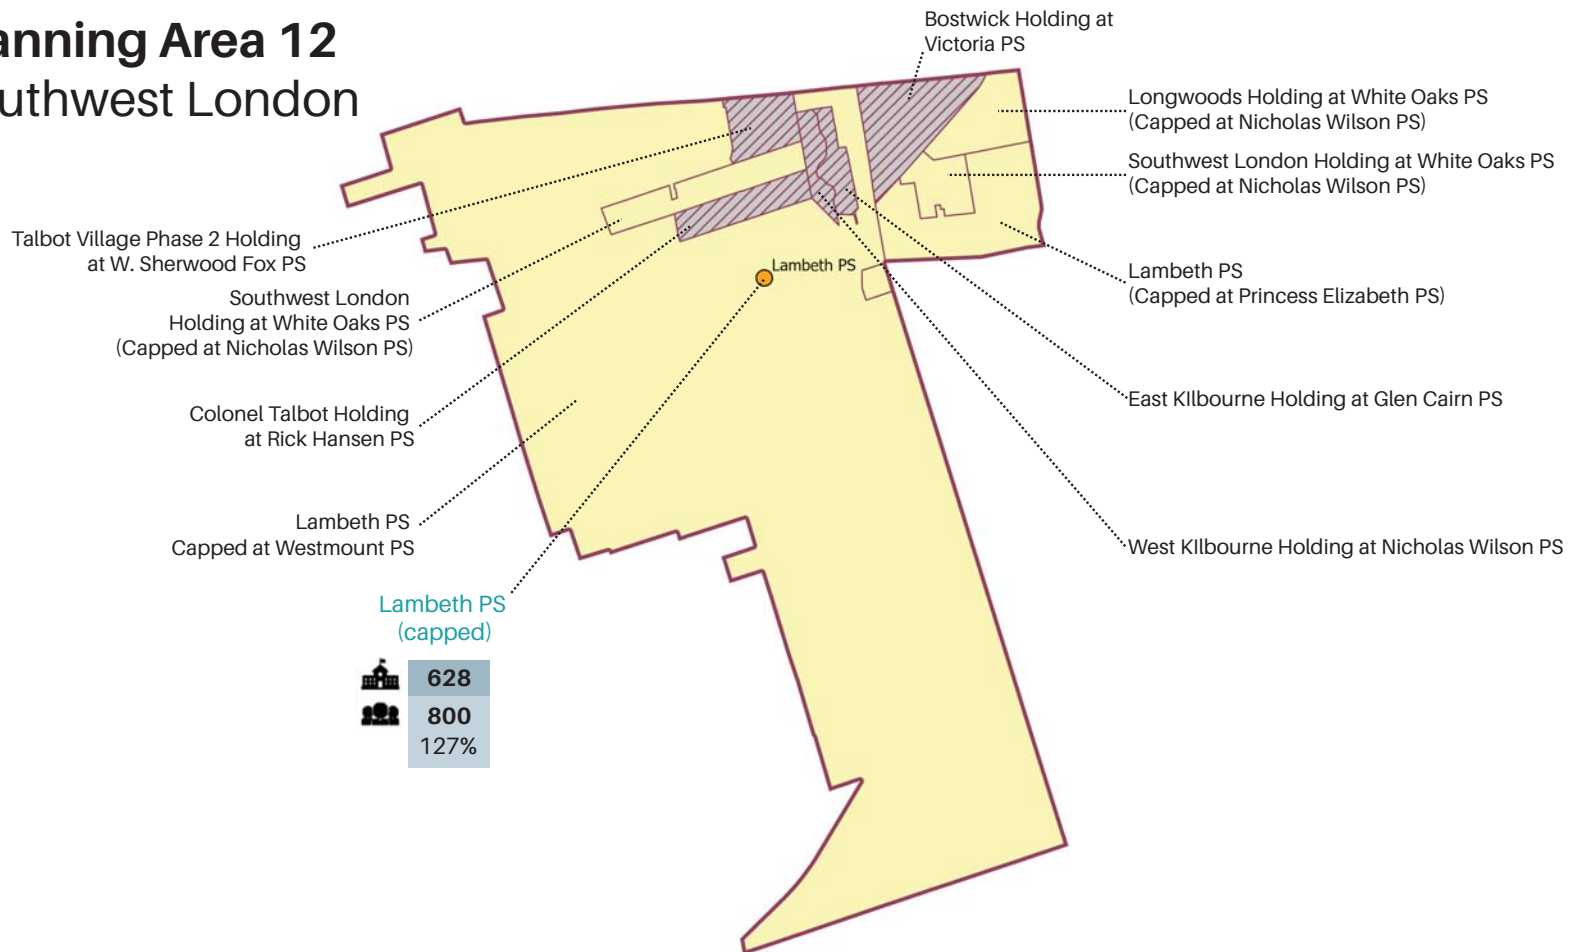 anning Area 12
uthwest London
Bostwick Holding at
Victoria PS
Longwoods Holding at White Oaks PS
(Capped at Nicholas Wilson PS)
Southwest London Holding at White Oaks PS
(Capped at Nicholas Wilson PS)
Talbot Village Phase 2 Holding
at W. Sherwood Fox PS
Lambeth PS
Lambeth PS
(Capped at Princess Elizabeth PS)
Southwest London
Holding at White Oaks PS
(Capped at Nicholas Wilson PS)
East KIlbourne Holding at Glen Cairn PS
Colonel Talbot Holding
at Rick Hansen PS
Lambeth PS
Capped at Westmount PS
West KIlbourne Holding at Nicholas Wilson PS
Lambeth PS
(capped)
628
800
127%